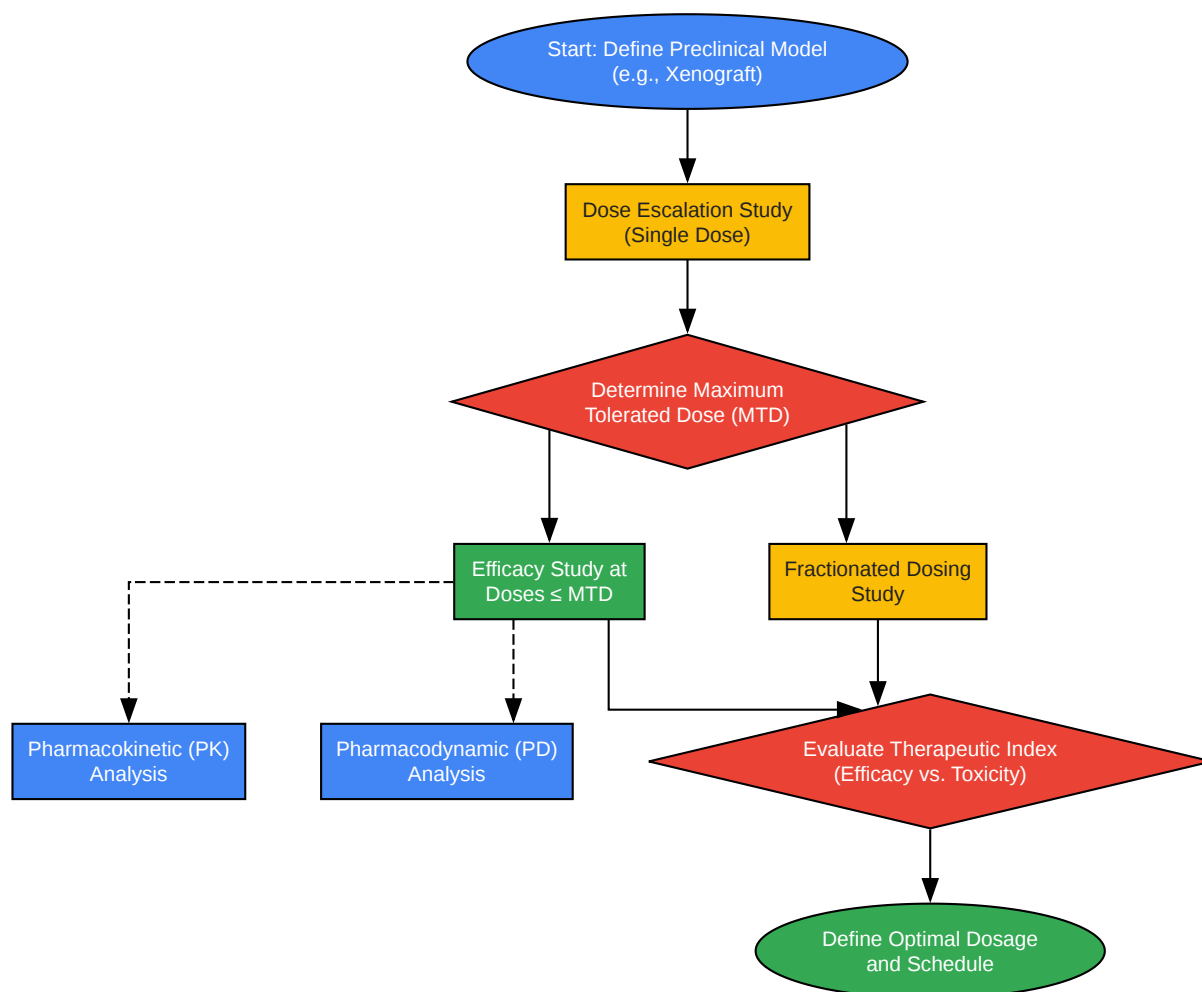 Start: Define Preclinical Model
(e.g., Xenograft)
Dose Escalation Study
(Single Dose)
Determine Maximum
Tolerated Dose (MTD)
Efficacy Study at
Doses ≤ MTD
Fractionated Dosing
Study
Pharmacokinetic (PK)
Analysis
Pharmacodynamic (PD)
Analysis
Evaluate Therapeutic Index
(Efficacy vs. Toxicity)
Define Optimal Dosage
and Schedule